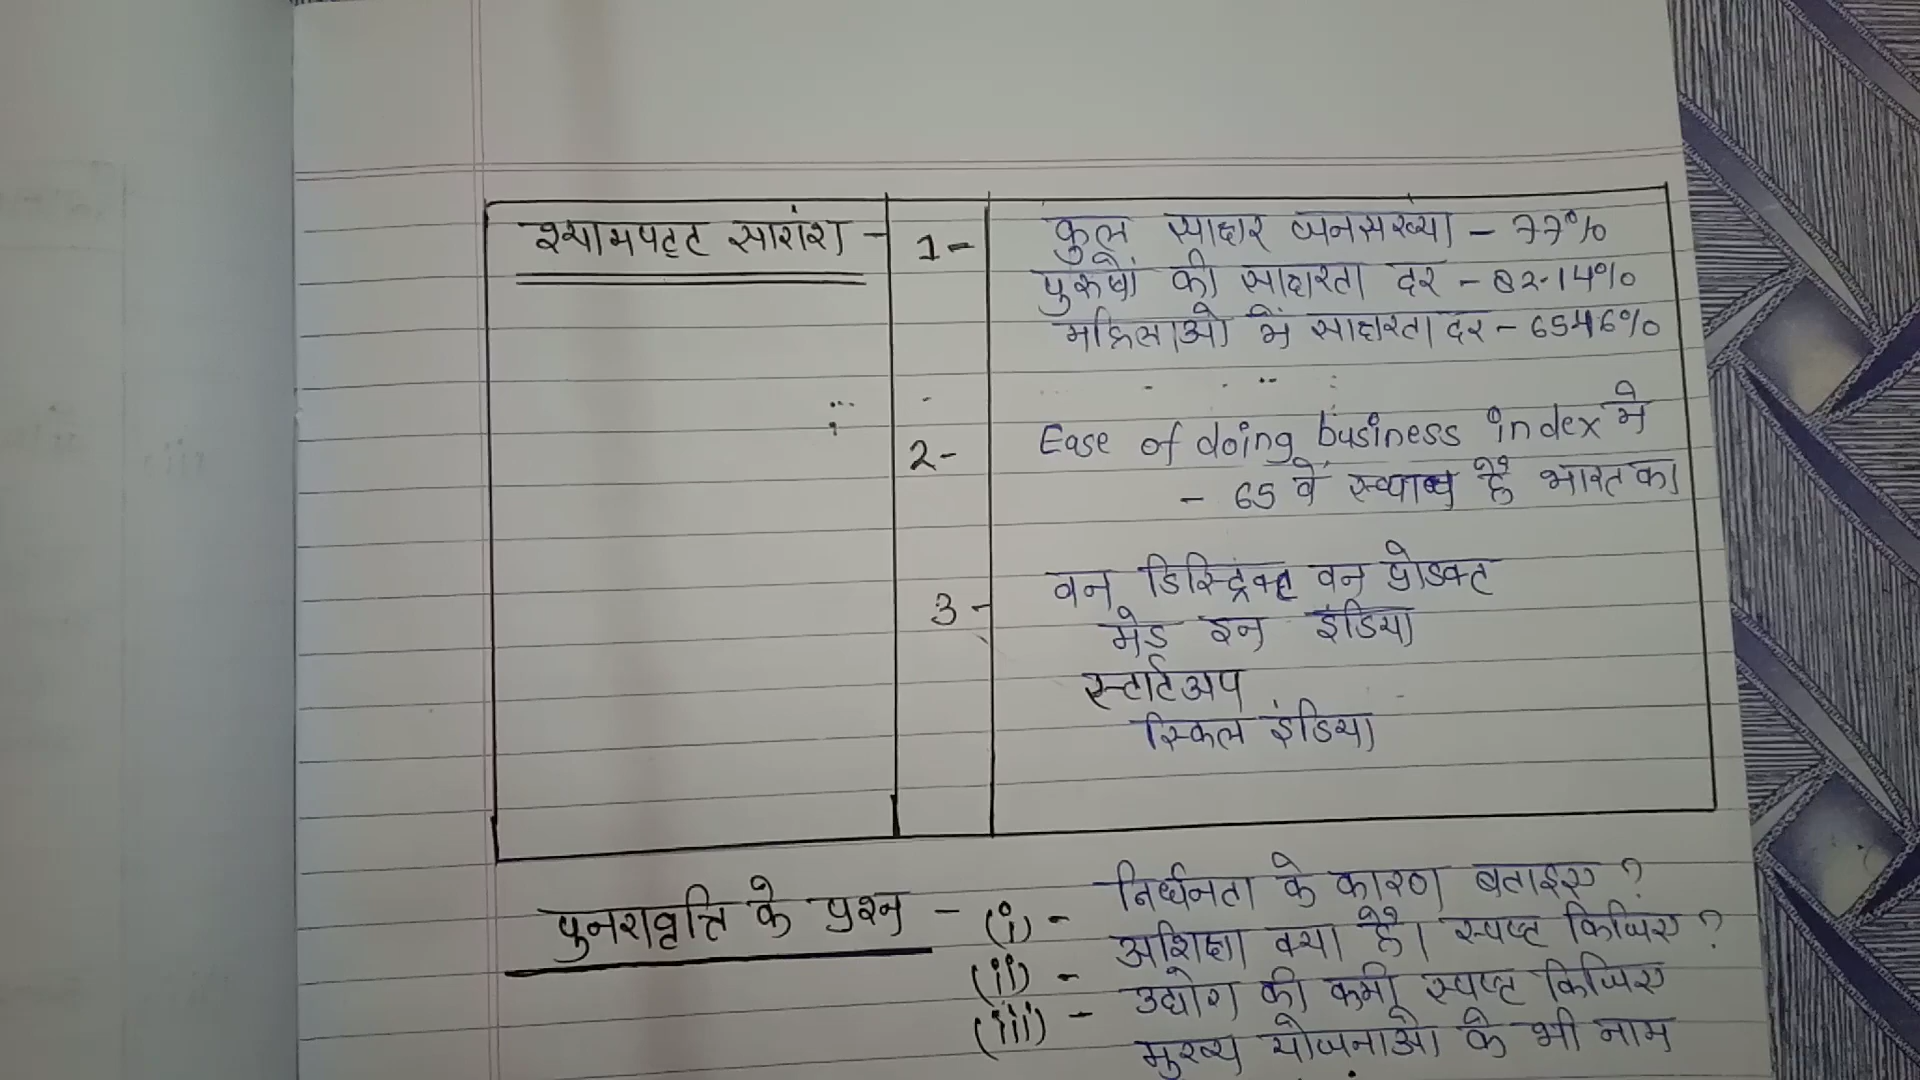 श्यामपट्ट सारांश -
1- कुल साक्षर जनसंख्या - 77%
पुरुषों की साक्षरता दर - 82.14%
महिलाओ में साक्षरता दर - 6546%
2- Ease of doing business index मे
- 65 वें स्थान है भारत का
3- वन डिस्ट्रिक्ट वन प्रोडक्ट
मेड इन इंडिया
स्टार्टअप
स्किल इंडिया
पुनरावृत्ति के प्रश्न - (i) - निर्धनता के कारण बताइए ?
(ii) - अशिक्षा क्या है। स्पष्ट किजिए ?
(iii) - उद्योग की कमी स्पष्ट किजिए
मुख्य योजनाओ के भी नाम